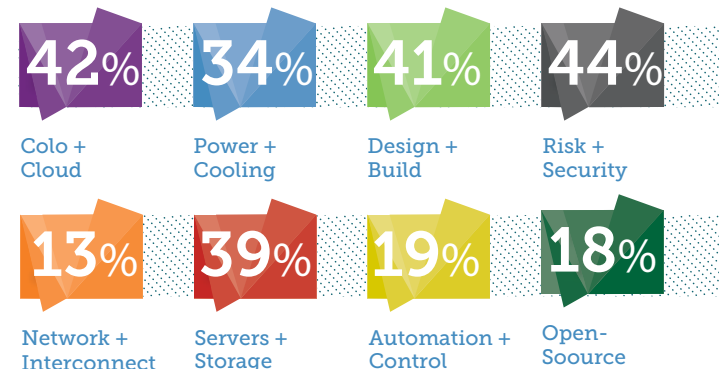 42% 34% 41% 44%
Colo + Power + Design + Risk +
Cloud Cooling Build Security
13% 39% 19% 18%
Network + Servers + Automation + Open-
Interconnect Storage Control Soource